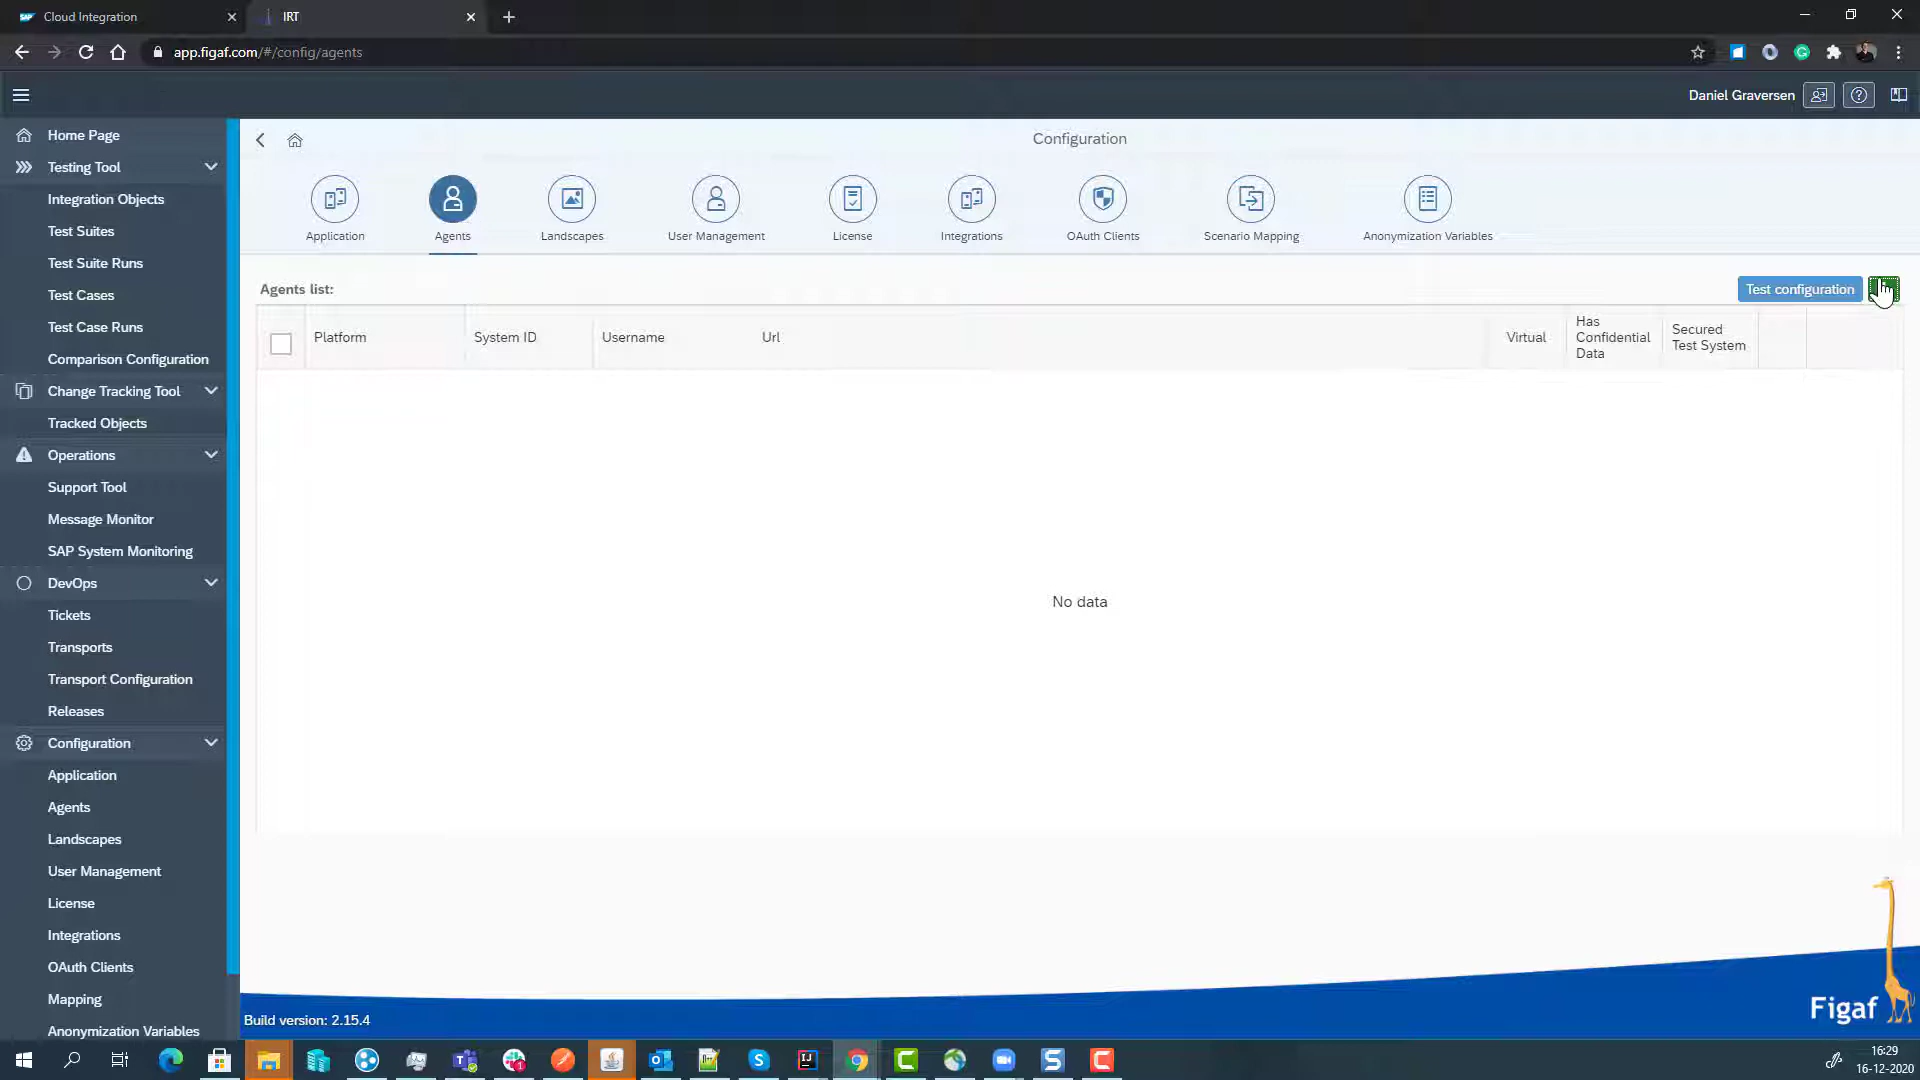 Cloud Integration
IRT
app.figaf.com/#/config/agents
Daniel Graversen
Home Page
Testing Tool
Integration Objects
Test Suites
Test Suite Runs
Test Cases
Test Case Runs
Comparison Configuration
Change Tracking Tool
Tracked Objects
Operations
Support Tool
Message Monitor
SAP System Monitoring
DevOps
Tickets
Transports
Transport Configuration
Releases
Configuration
Application
Agents
Landscapes
User Management
License
Integrations
OAuth Clients
Mapping
Anonymization Variables
Configuration
Application
Agents
Landscapes
User Management
License
Integrations
OAuth Clients
Scenario Mapping
Anonymization Variables
Agents list:
Test configuration
Platform
System ID
Username
Url
Virtual
Has
Confidential
Data
Secured
Test System
No data
Build version: 2.15.4
Figaf
16:29
16-12-2020